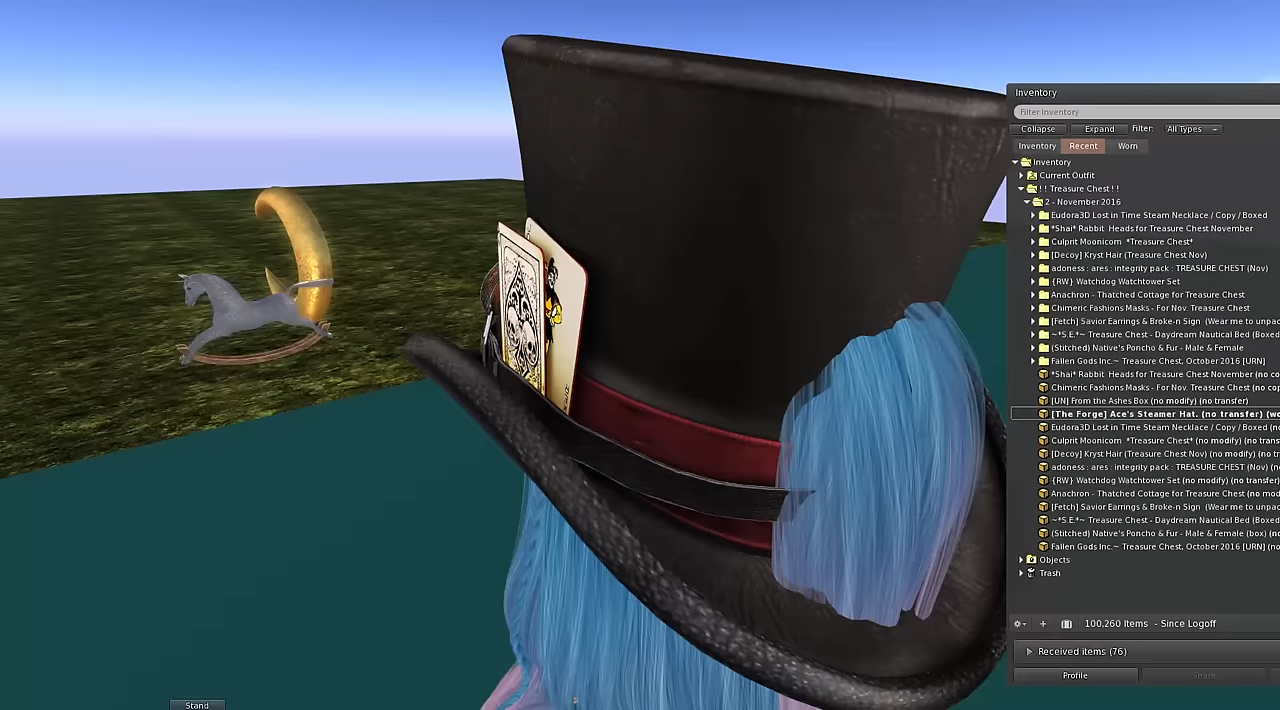 Inventory
Filter Inventory
Collapse Expand Filter: All Types
Inventory Recent Worn
Inventory
Current Outfit
! ! Treasure Chest ! !
2 - November 2016
Eudora3D Lost in Time Steam Necklace / Copy / Boxed
*Shai* Rabbit Heads for Treasure Chest November
Culprit Moonicorn *Treasure Chest*
[Decoy] Kryst Hair (Treasure Chest Nov)
adoness : ares : integrity pack : TREASURE CHEST (Nov)
{RW} Watchdog Watchtower Set
Anachron - Thatched Cottage for Treasure Chest
Chimeric Fashions Masks - For Nov. Treasure Chest
[Fetch] Savior Earrings & Broke-n Sign (Wear me to unpac
~*S.E.*~ Treasure Chest - Daydream Nautical Bed (Boxed
(Stitched) Native's Poncho & Fur - Male & Female
Fallen Gods Inc.~ Treasure Chest, October 2016 [URN]
*Shai* Rabbit Heads for Treasure Chest November (no co
Chimeric Fashions Masks - For Nov. Treasure Chest (no cop
[UN] From the Ashes Box (no modify) (no transfer)
[The Forge] Ace's Steamer Hat. (no transfer) (wo
Eudora3D Lost in Time Steam Necklace / Copy / Boxed (no
Culprit Moonicorn *Treasure Chest* (no modify) (no trans
[Decoy] Kryst Hair (Treasure Chest Nov) (no modify) (no tr
adoness : ares : integrity pack : TREASURE CHEST (Nov) (no
{RW} Watchdog Watchtower Set (no modify) (no transfer)
Anachron - Thatched Cottage for Treasure Chest (no mod
[Fetch] Savior Earrings & Broke-n Sign (Wear me to unpac
~*S.E.*~ Treasure Chest - Daydream Nautical Bed (Boxed
(Stitched) Native's Poncho & Fur - Male & Female (box) (no
Fallen Gods Inc.~ Treasure Chest, October 2016 [URN] (no
Objects
Trash
100,260 Items - Since Logoff
Received items (76)
Profile Share
Stand